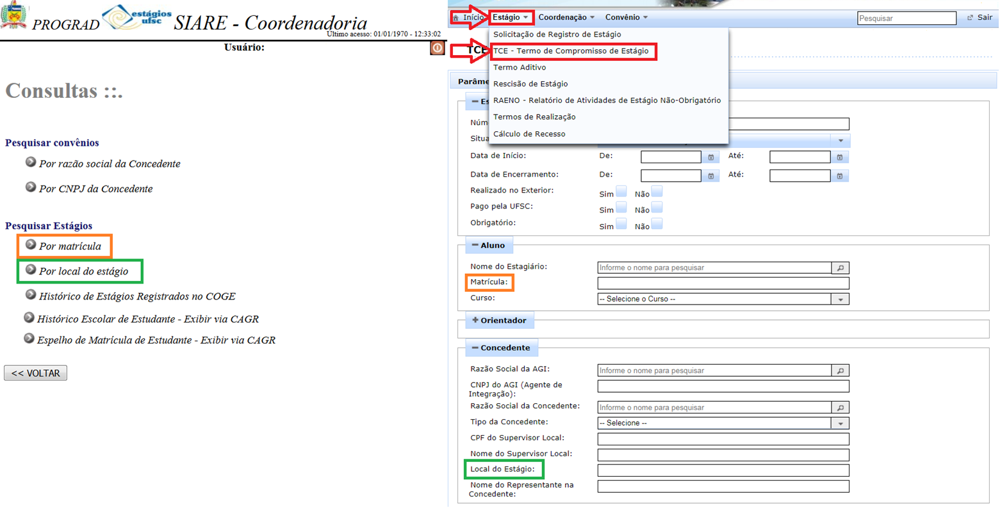 PROGRAD
estágios
ufsc
SIARE - Coordenadoria
Último acesso: 01/01/1970 - 12:33:02
Usuário:
Consultas ::.
Pesquisar convênios
Por razão social da Concedente
Por CNPJ da Concedente
Pesquisar Estágios
Por matrícula
Por local do estágio
Histórico de Estágios Registrados no COGE
Histórico Escolar de Estudante - Exibir via CAGR
Espelho de Matrícula de Estudante - Exibir via CAGR
<< VOLTAR
Início
Estágio
Coordenação
Convênio
Pesquisar
Sair
Solicitação de Registro de Estágio
TCE
TCE - Termo de Compromisso de Estágio
Termo Aditivo
Rescisão de Estágio
RAENO - Relatório de Atividades de Estágio Não-Obrigatório
Termos de Realização
Cálculo de Recesso
Parâme
Es
Núm
Situa
Data de Início: De: Até:
Data de Encerramento: De: Até:
Realizado no Exterior: Sim Não
Pago pela UFSC: Sim Não
Obrigatório: Sim Não
Aluno
Nome do Estagiário: Informe o nome para pesquisar
Matrícula:
Curso: -- Selecione o Curso --
Orientador
Concedente
Razão Social da AGI: Informe o nome para pesquisar
CNPJ do AGI (Agente de
Integração):
Razão Social da Concedente: Informe o nome para pesquisar
Tipo da Concedente: -- Selecione --
CPF do Supervisor Local:
Nome do Supervisor Local:
Local do Estágio:
Nome do Representante na
Concedente: